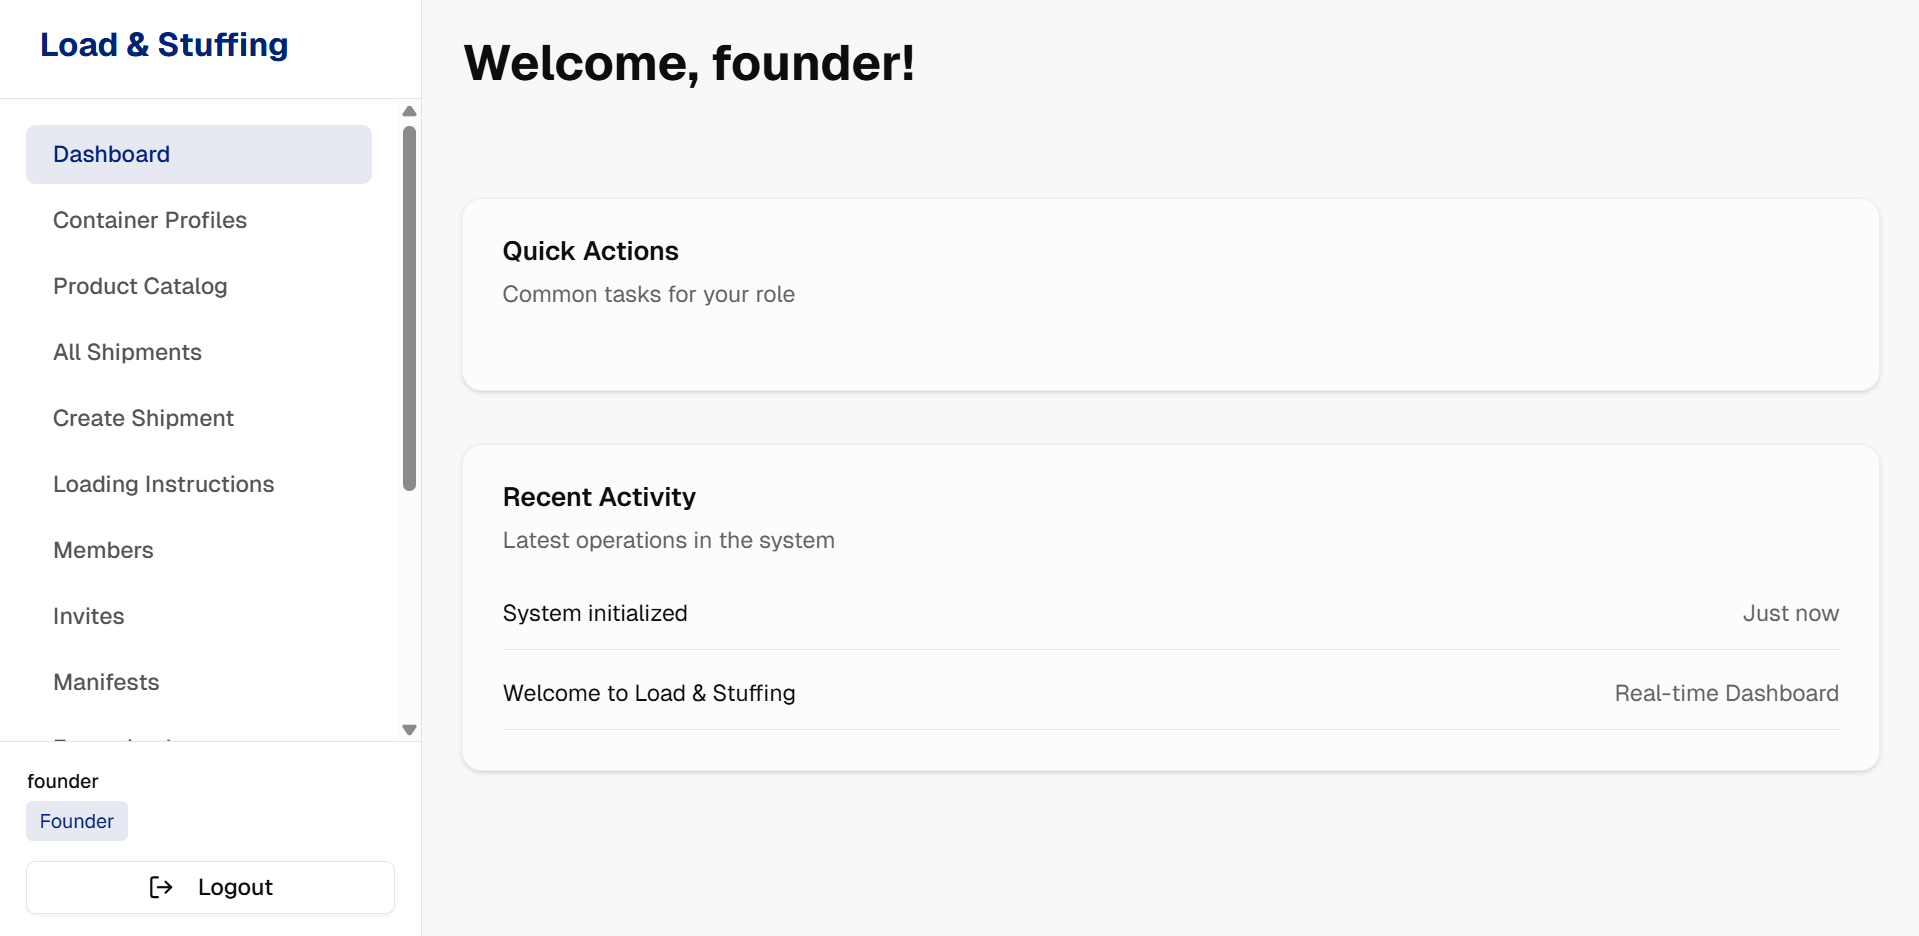 Load & Stuffing
Dashboard
Container Profiles
Product Catalog
All Shipments
Create Shipment
Loading Instructions
Members
Invites
Manifests
founder
Founder
Logout
Welcome, founder!
Quick Actions
Common tasks for your role
Recent Activity
Latest operations in the system
System initialized
Just now
Welcome to Load & Stuffing
Real-time Dashboard